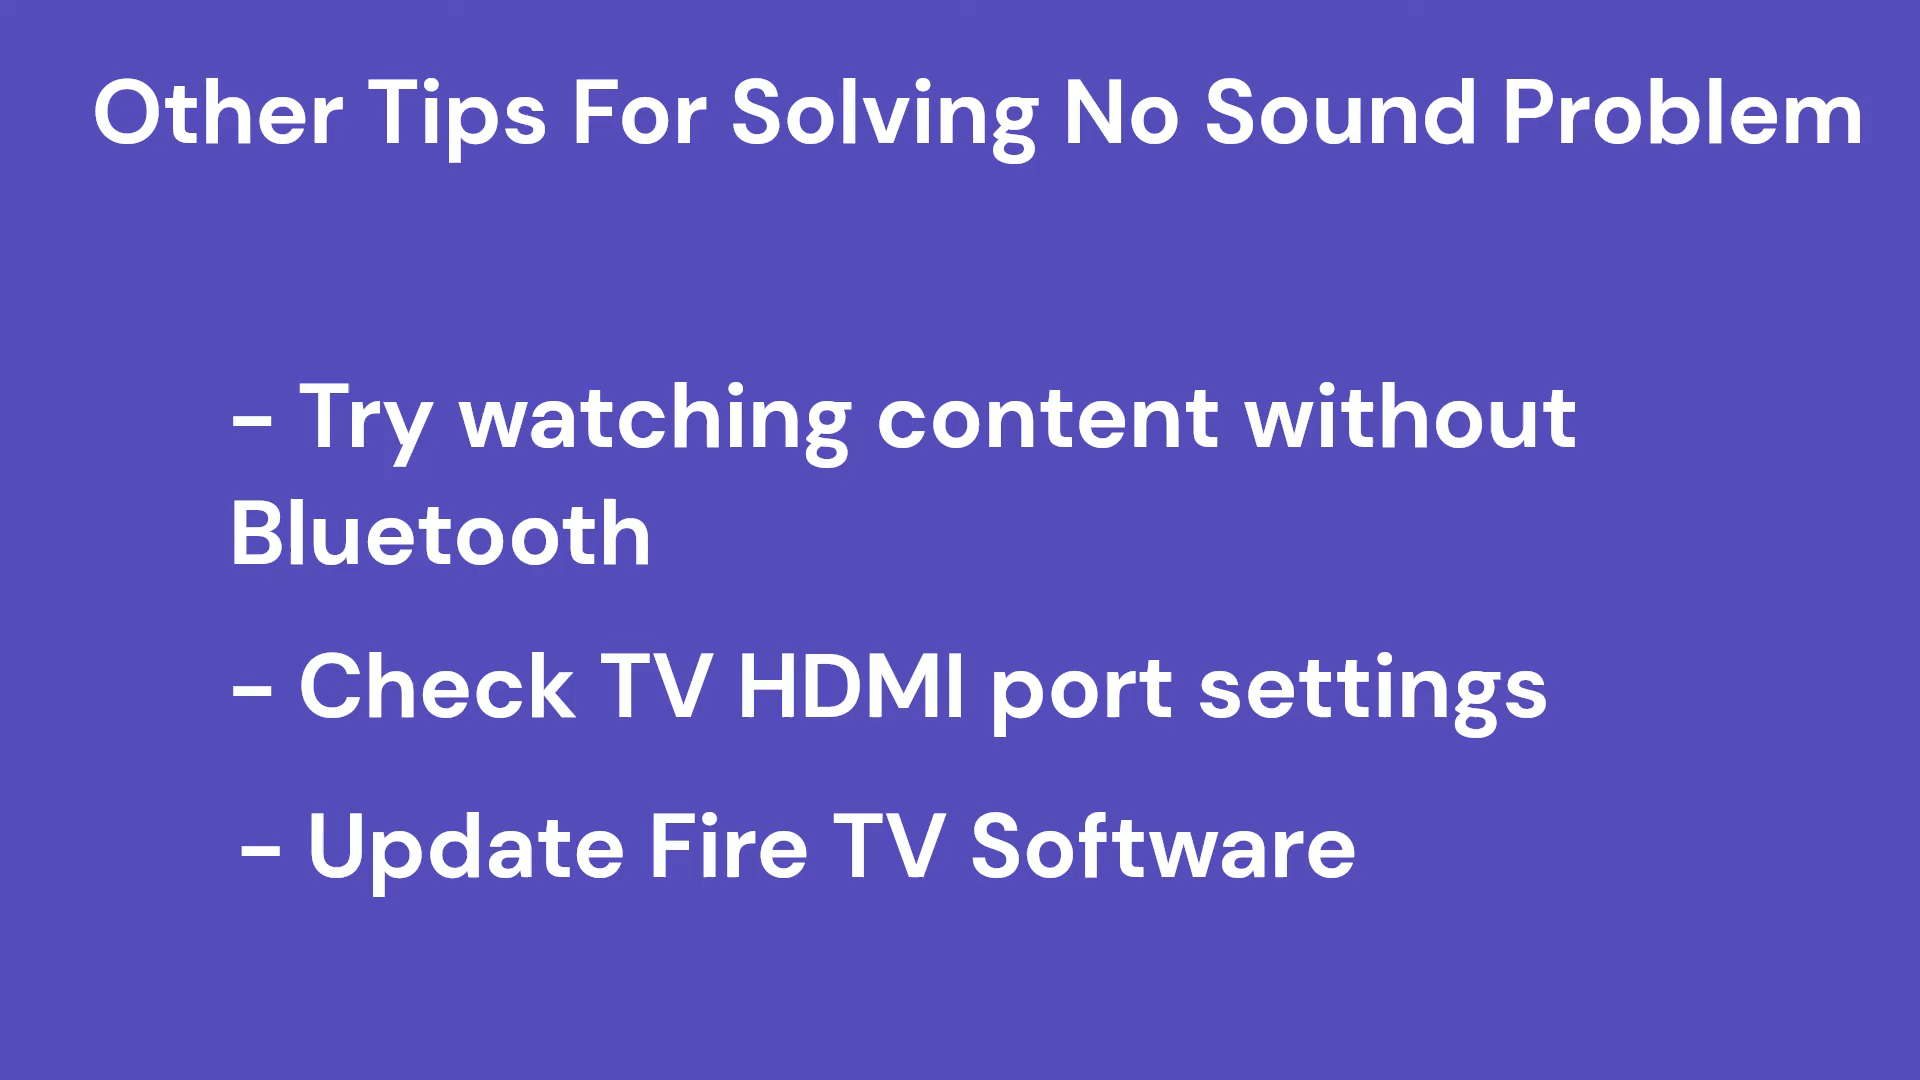 Other Tips For Solving No Sound Problem
- Try watching content without
Bluetooth
- Check TV HDMI port settings
- Update Fire TV Software